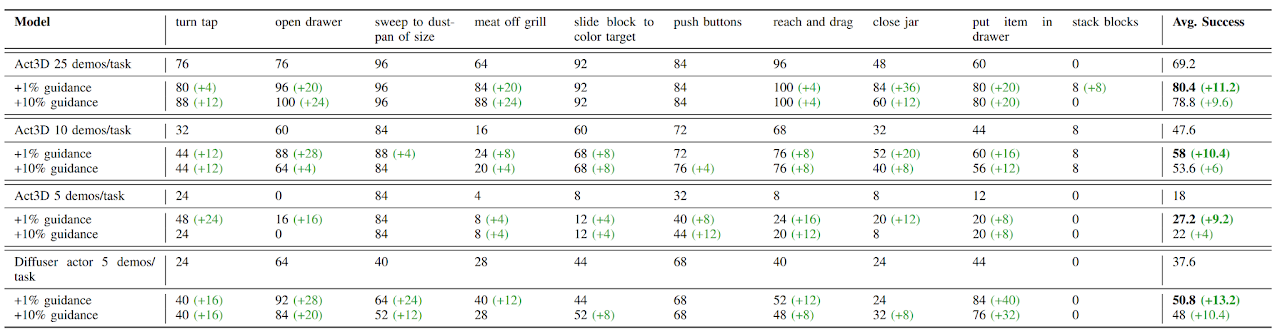 Model turn tap open drawer sweep to dust- meat off grill slide block to push buttons reach and drag close jar put item in stack blocks Avg. Success
pan of size color target drawer
Act3D 25 demos/task 76 76 96 64 92 84 96 48 60 0 69.2
+1% guidance 80 (+4) 96 (+20) 96 84 (+20) 92 84 100 (+4) 84 (+36) 80 (+20) 8 (+8) 80.4 (+11.2)
+10% guidance 88 (+12) 100 (+24) 96 88 (+24) 92 84 100 (+4) 60 (+12) 80 (+20) 0 78.8 (+9.6)
Act3D 10 demos/task 32 60 84 16 60 72 68 32 44 8 47.6
+1% guidance 44 (+12) 88 (+28) 88 (+4) 24 (+8) 68 (+8) 72 76 (+8) 52 (+20) 60 (+16) 8 58 (+10.4)
+10% guidance 44 (+12) 64 (+4) 84 20 (+4) 68 (+8) 76 (+4) 76 (+8) 40 (+8) 56 (+12) 8 53.6 (+6)
Act3D 5 demos/task 24 0 84 4 8 32 8 8 12 0 18
+1% guidance 48 (+24) 16 (+16) 84 8 (+4) 12 (+4) 40 (+8) 24 (+16) 20 (+12) 20 (+8) 0 27.2 (+9.2)
+10% guidance 24 0 84 8 (+4) 12 (+4) 44 (+12) 20 (+12) 8 20 (+8) 0 22 (+4)
Diffuser actor 5 demos/ 24 64 40 28 44 68 40 24 44 0 37.6
task
+1% guidance 40 (+16) 92 (+28) 64 (+24) 40 (+12) 44 68 52 (+12) 24 84 (+40) 0 50.8 (+13.2)
+10% guidance 40 (+16) 84 (+20) 52 (+12) 28 52 (+8) 68 48 (+8) 32 (+8) 76 (+32) 0 48 (+10.4)